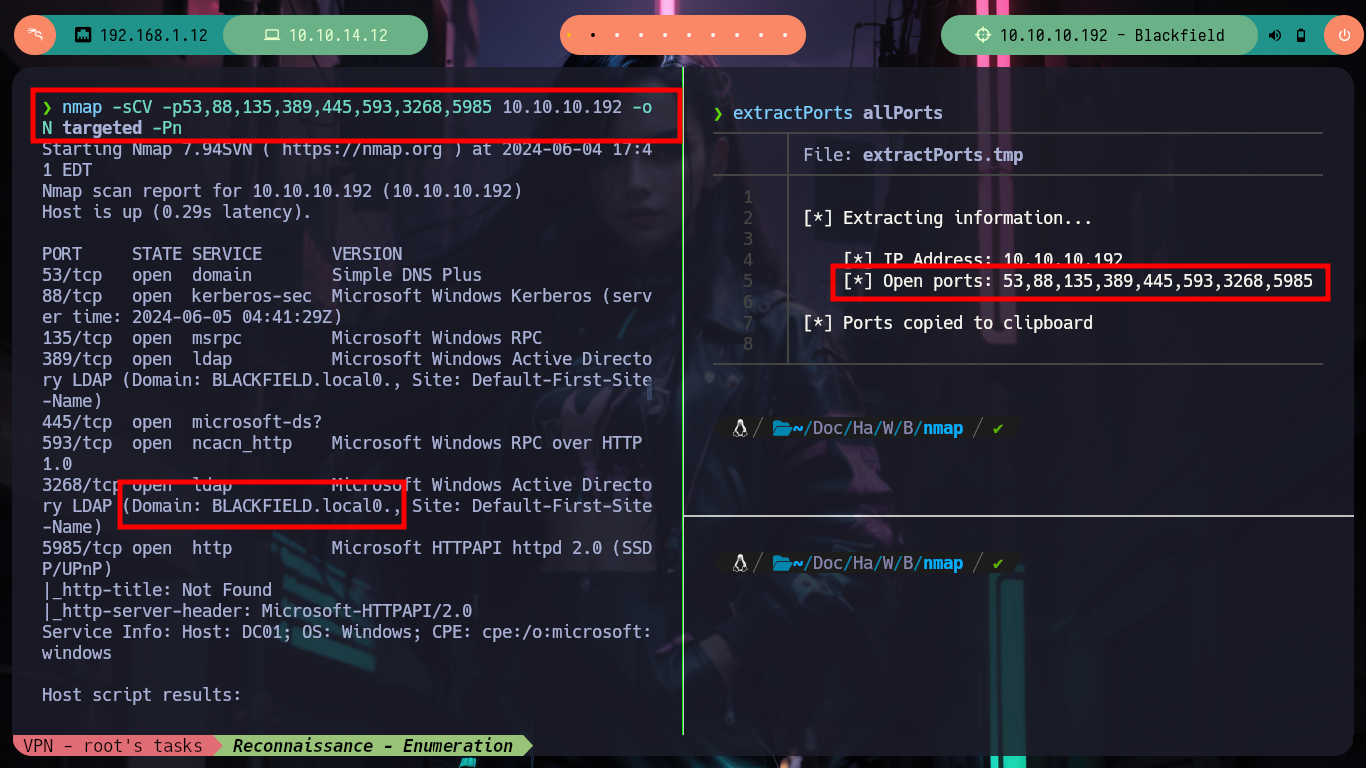 192.168.1.12
10.10.14.12
10.10.10.192 - Blackfield
❯ nmap -sCV -p53,88,135,389,445,593,3268,5985 10.10.10.192 -o
N targeted -Pn
Starting Nmap 7.94SVN ( https://nmap.org ) at 2024-06-04 17:4
1 EDT
Nmap scan report for 10.10.10.192 (10.10.10.192)
Host is up (0.29s latency).
PORT     STATE SERVICE       VERSION
53/tcp   open  domain        Simple DNS Plus
88/tcp   open  kerberos-sec  Microsoft Windows Kerberos (serv
er time: 2024-06-05 04:41:29Z)
135/tcp  open  msrpc         Microsoft Windows RPC
389/tcp  open  ldap          Microsoft Windows Active Directo
ry LDAP (Domain: BLACKFIELD.local0., Site: Default-First-Site
-Name)
445/tcp  open  microsoft-ds?
593/tcp  open  ncacn_http    Microsoft Windows RPC over HTTP
1.0
3268/tcp open  ldap          Microsoft Windows Active Directo
ry LDAP (Domain: BLACKFIELD.local0., Site: Default-First-Site
-Name)
5985/tcp open  http          Microsoft HTTPAPI httpd 2.0 (SSD
P/UPnP)
|_http-title: Not Found
|_http-server-header: Microsoft-HTTPAPI/2.0
Service Info: Host: DC01; OS: Windows; CPE: cpe:/o:microsoft:
windows
Host script results:
❯ extractPorts allPorts
File: extractPorts.tmp
1
2 [*] Extracting information...
3
4 [*] IP Address: 10.10.10.192
5 [*] Open ports: 53,88,135,389,445,593,3268,5985
6
7 [*] Ports copied to clipboard
8
/ ~/Doc/Ha/W/B/nmap / ✔
/ ~/Doc/Ha/W/B/nmap / ✔
VPN - root's tasks
Reconnaissance - Enumeration